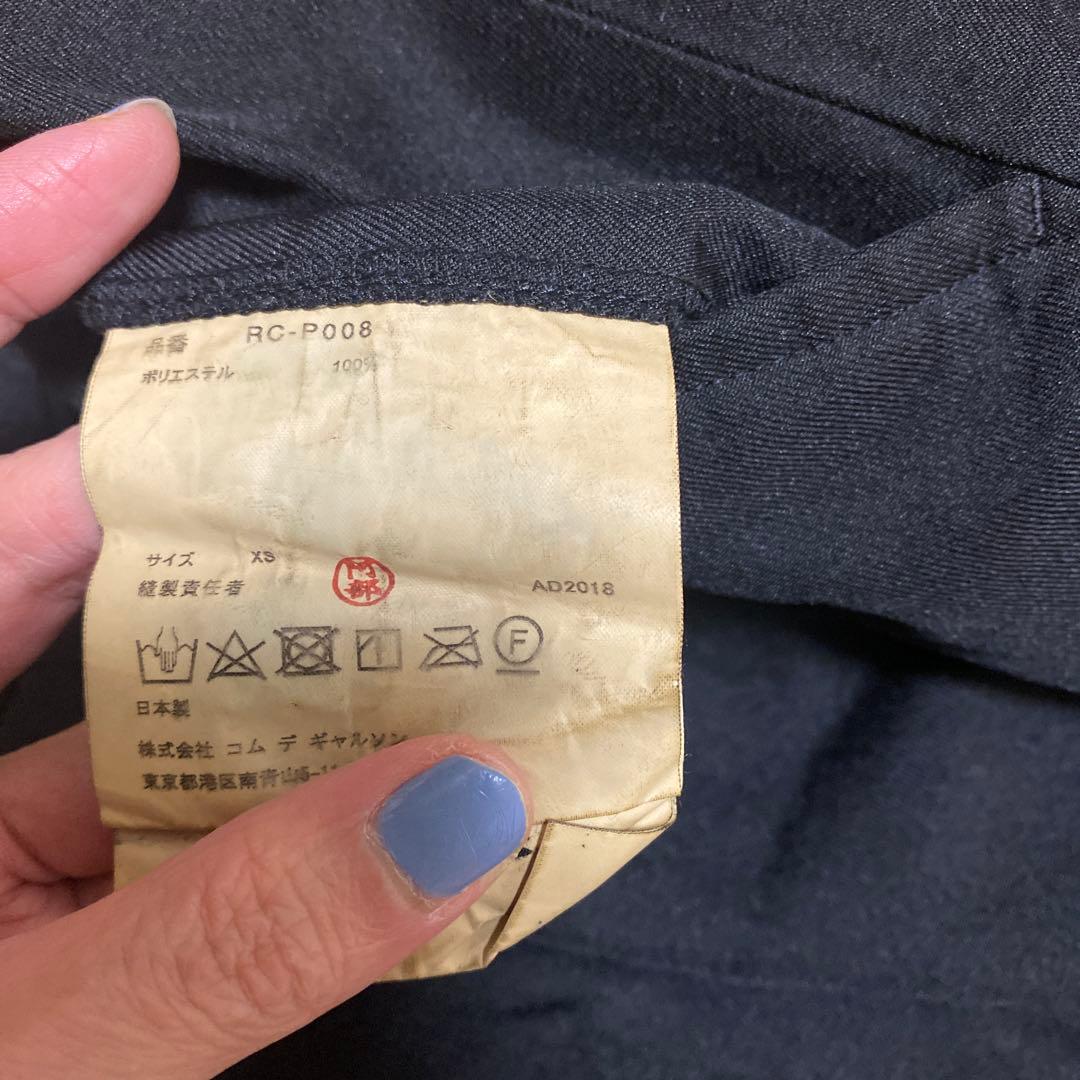 品番 RC-P008
ポリエステル 100%
サイズ XS
縫製責任者 阿部 AD2018
F
日本製
株式会社 コム デ ギャルソン
東京都港区南青山5-11